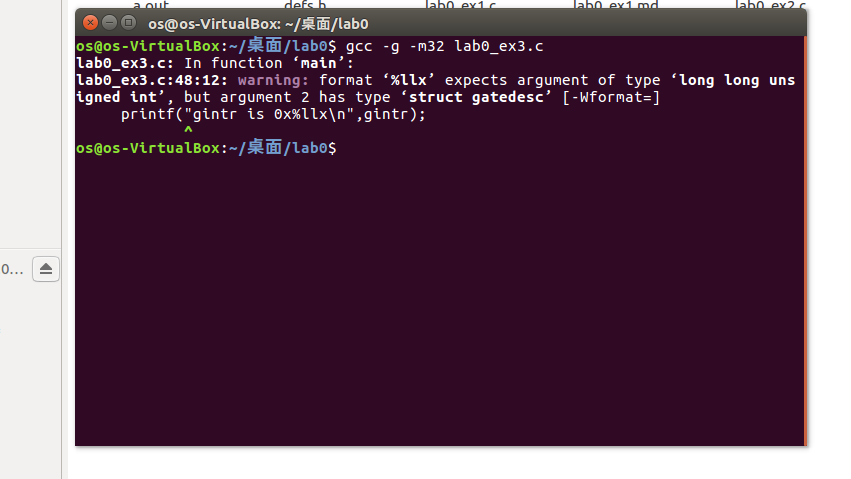 a.out defs.h lab0_ex1.c lab0_ex1.md lab0_ex2.c
os@os-VirtualBox: ~/桌面/lab0
os@os-VirtualBox:~/桌面/lab0$ gcc -g -m32 lab0_ex3.c
lab0_ex3.c: In function ‘main’:
lab0_ex3.c:48:12: warning: format ‘%llx’ expects argument of type ‘long long uns
igned int’, but argument 2 has type ‘struct gatedesc’ [-Wformat=]
printf("gintr is 0x%llx\n",gintr);
^
os@os-VirtualBox:~/桌面/lab0$
0...